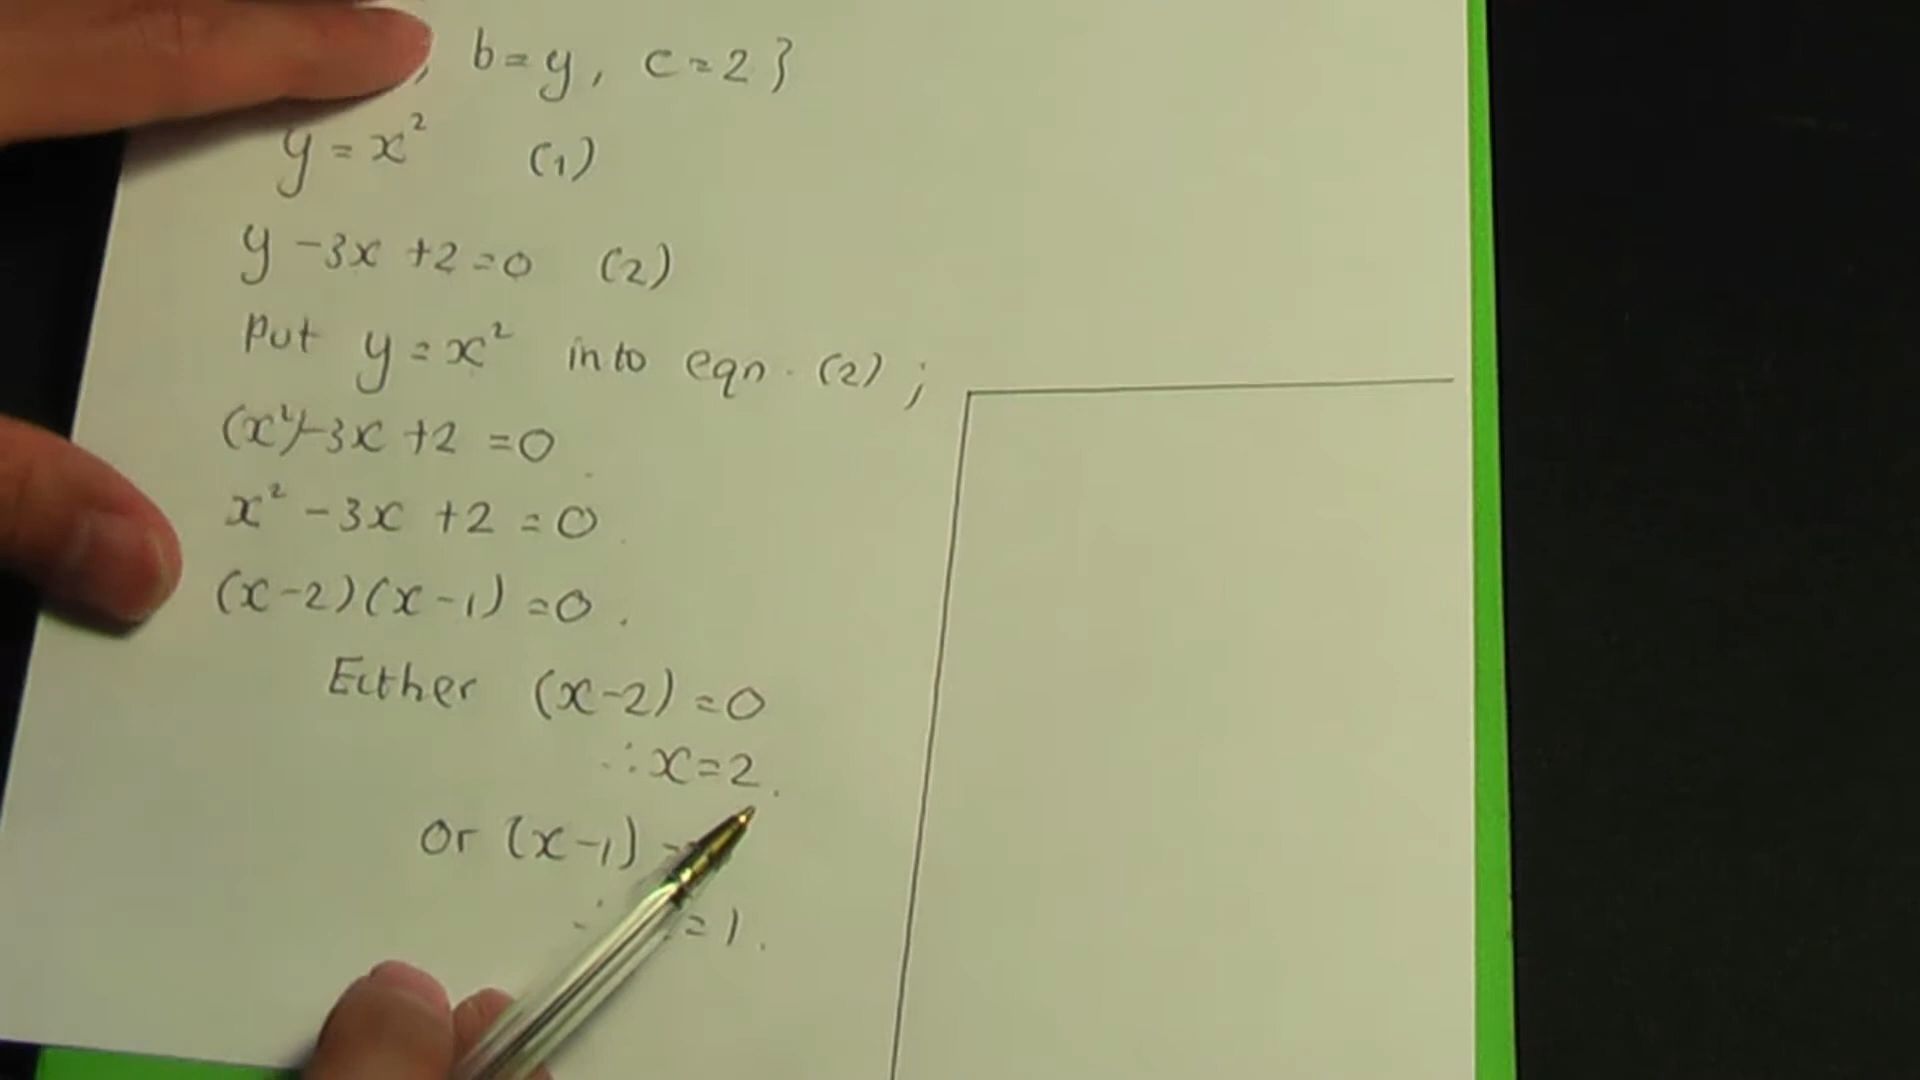 , b=y, c=2}
y=x² (1)
y-3x+2=0 (2)
Put y=x² into eqn. (2);
(x²)-3x+2=0
x²-3x+2=0.
(x-2)(x-1)=0.
Either (x-2)=0
∴x=2.
Or (x-1)
=1.